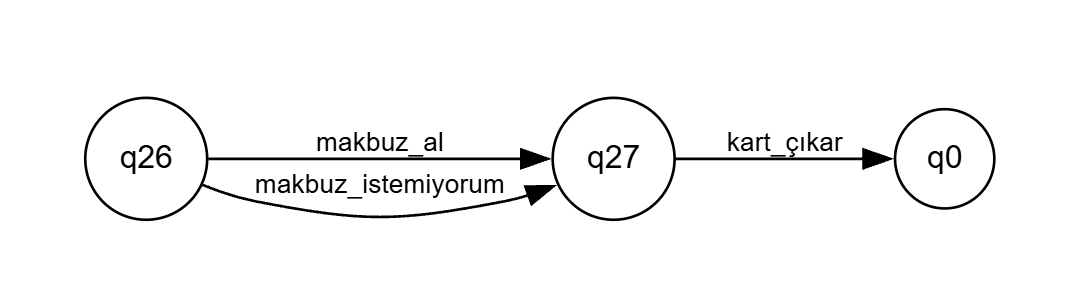 q26
makbuz_al
makbuz_istemiyorum
q27
kart_çıkar
q0